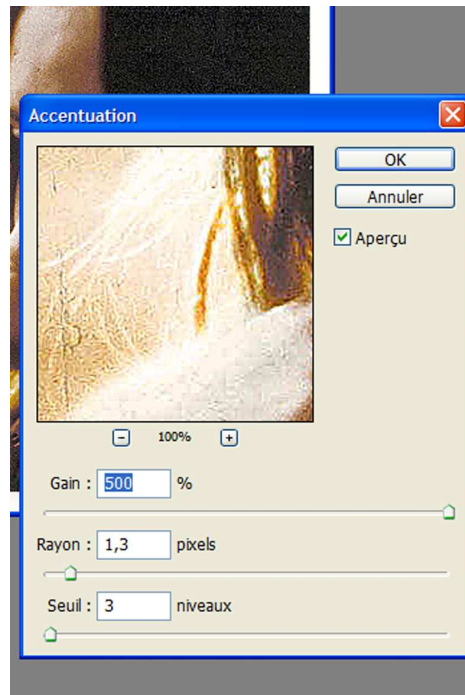 Accentuation
OK
Annuler
Aperçu
100%
Gain : 500 %
Rayon : 1,3 pixels
Seuil : 3 niveaux